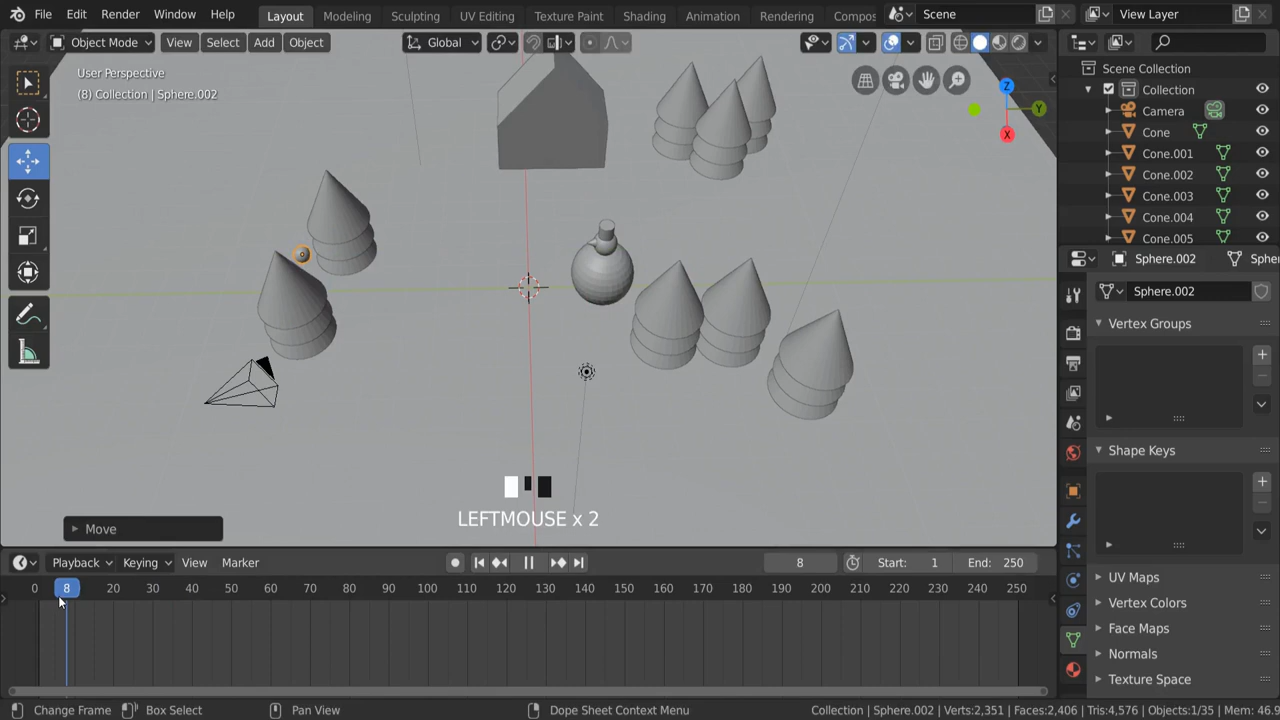 File Edit Render Window Help Layout Modeling Sculpting UV Editing Texture Paint Shading Animation Rendering Compos Scene View Layer
Object Mode View Select Add Object Global
User Perspective
(8) Collection | Sphere.002
Z
Y
X
Scene Collection
Collection
Camera
Cone
Cone.001
Cone.002
Cone.003
Cone.004
Cone.005
Sphere.002 Spher
Sphere.002
Vertex Groups
Shape Keys
UV Maps
Vertex Colors
Face Maps
Normals
Texture Space
LEFTMOUSE x 2
Move
Playback Keying View Marker 8 Start: 1 End: 250
0 8 20 30 40 50 60 70 80 90 100 110 120 130 140 150 160 170 180 190 200 210 220 230 240 250
Change Frame Box Select Pan View Dope Sheet Context Menu Collection | Sphere.002 | Verts:2,351 | Faces:2,406 | Tris:4,576 | Objects:1/35 | Mem: 46.9